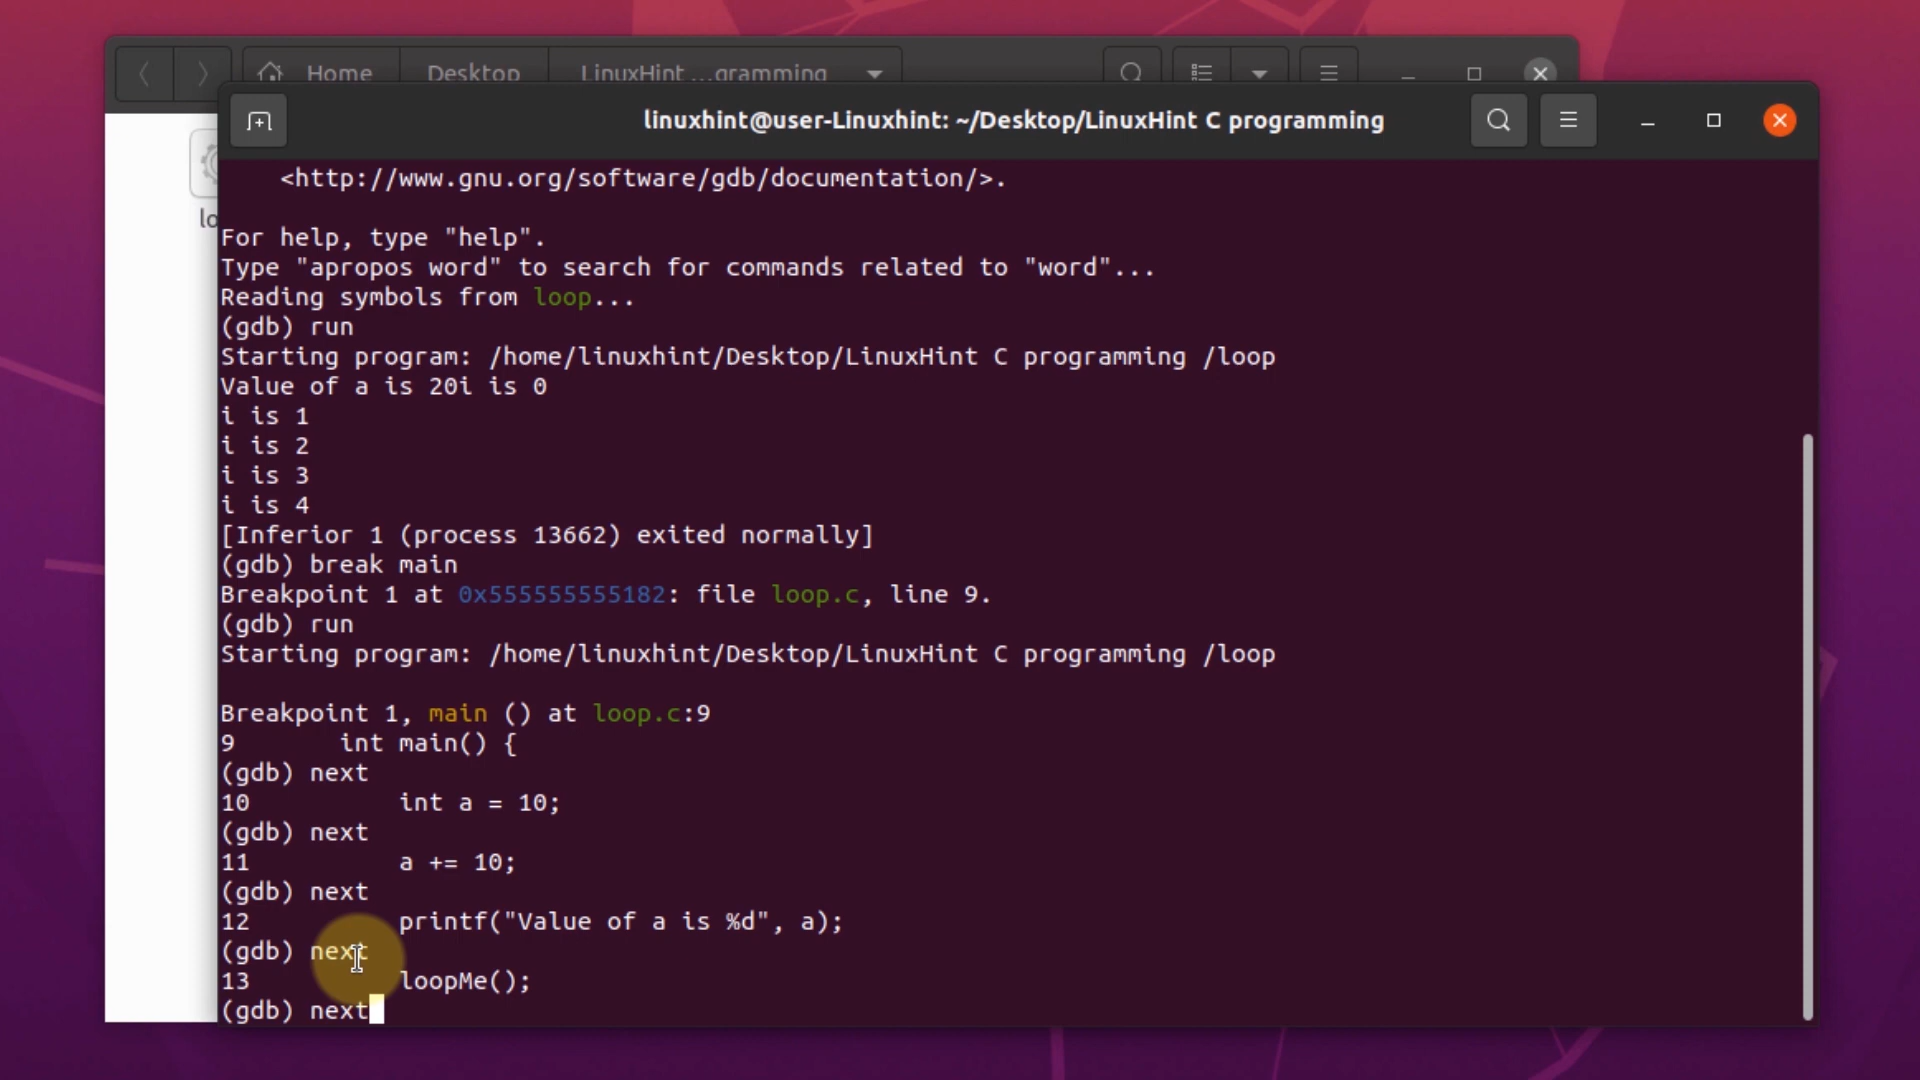 Home Desktop LinuxHint ...gramming
linuxhint@user-Linuxhint: ~/Desktop/LinuxHint C programming
lo
<http://www.gnu.org/software/gdb/documentation/>.
For help, type "help".
Type "apropos word" to search for commands related to "word"...
Reading symbols from loop...
(gdb) run
Starting program: /home/linuxhint/Desktop/LinuxHint C programming /loop
Value of a is 20i is 0
i is 1
i is 2
i is 3
i is 4
[Inferior 1 (process 13662) exited normally]
(gdb) break main
Breakpoint 1 at 0x555555555182: file loop.c, line 9.
(gdb) run
Starting program: /home/linuxhint/Desktop/LinuxHint C programming /loop
Breakpoint 1, main () at loop.c:9
9       int main() {
(gdb) next
10          int a = 10;
(gdb) next
11          a += 10;
(gdb) next
12          printf("Value of a is %d", a);
(gdb) next
13          loopMe();
(gdb) next